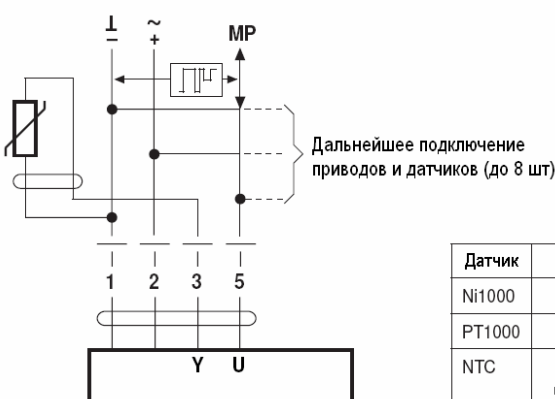 ⊥ ~
– + MP
Дальнейшее подключение
приводов и датчиков (до 8 шт)
1 2 3 5
Y U
Датчик
Ni1000
PT1000
NTC